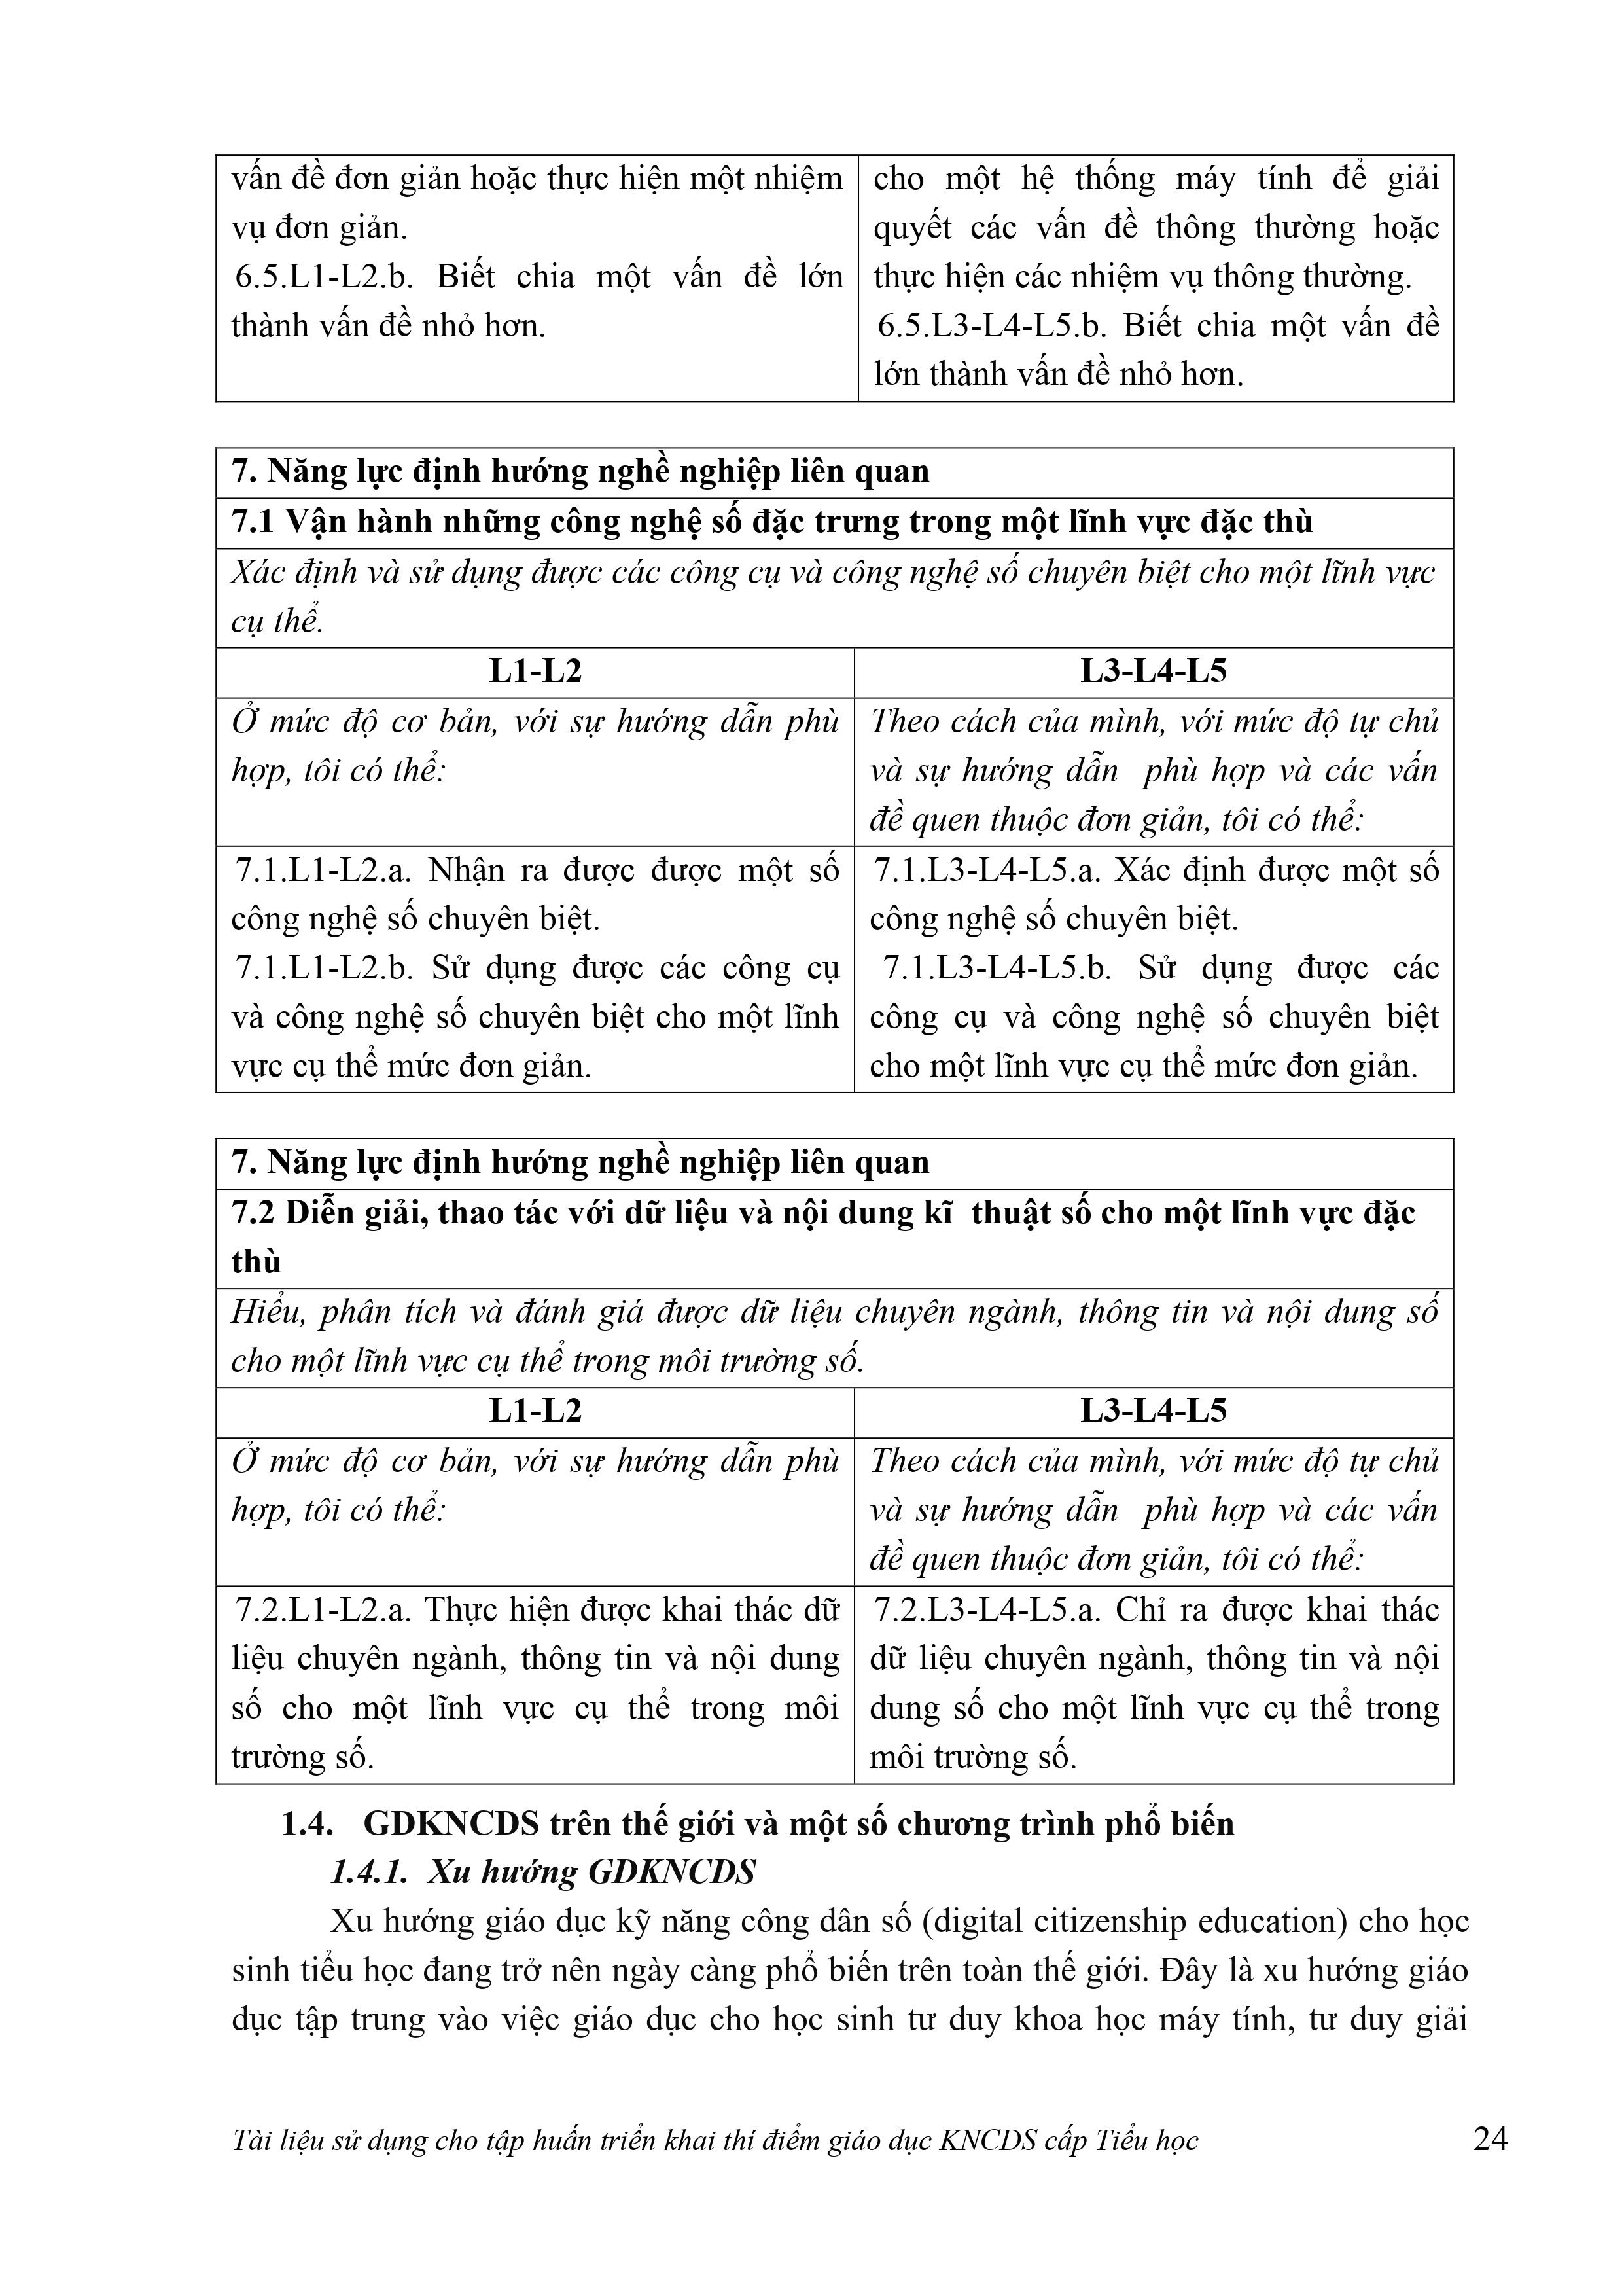 vấn đề đơn giản hoặc thực hiện một nhiệm
vụ đơn giản.
6.5.L1-L2.b. Biết chia một vấn đề lớn
thành vấn đề nhỏ hơn.
cho một hệ thống máy tính để giải
quyết các vấn đề thông thường hoặc
thực hiện các nhiệm vụ thông thường.
6.5.L3-L4-L5.b. Biết chia một vấn đề
lớn thành vấn đề nhỏ hơn.
7. Năng lực định hướng nghề nghiệp liên quan
7.1 Vận hành những công nghệ số đặc trưng trong một lĩnh vực đặc thù
Xác định và sử dụng được các công cụ và công nghệ số chuyên biệt cho một lĩnh vực
cụ thể.
L1-L2
L3-L4-L5
Ở mức độ cơ bản, với sự hướng dẫn phù
hợp, tôi có thể:
Theo cách của mình, với mức độ tự chủ
và sự hướng dẫn phù hợp và các vấn
đề quen thuộc đơn giản, tôi có thể:
7.1.L1-L2.a. Nhận ra được được một số
công nghệ số chuyên biệt.
7.1.L1-L2.b. Sử dụng được các công cụ
và công nghệ số chuyên biệt cho một lĩnh
vực cụ thể mức đơn giản.
7.1.L3-L4-L5.a. Xác định được một số
công nghệ số chuyên biệt.
7.1.L3-L4-L5.b. Sử dụng được các
công cụ và công nghệ số chuyên biệt
cho một lĩnh vực cụ thể mức đơn giản.
7. Năng lực định hướng nghề nghiệp liên quan
7.2 Diễn giải, thao tác với dữ liệu và nội dung kĩ thuật số cho một lĩnh vực đặc
thù
Hiểu, phân tích và đánh giá được dữ liệu chuyên ngành, thông tin và nội dung số
cho một lĩnh vực cụ thể trong môi trường số.
L1-L2
L3-L4-L5
Ở mức độ cơ bản, với sự hướng dẫn phù
hợp, tôi có thể:
Theo cách của mình, với mức độ tự chủ
và sự hướng dẫn phù hợp và các vấn
đề quen thuộc đơn giản, tôi có thể:
7.2.L1-L2.a. Thực hiện được khai thác dữ
liệu chuyên ngành, thông tin và nội dung
số cho một lĩnh vực cụ thể trong môi
trường số.
7.2.L3-L4-L5.a. Chỉ ra được khai thác
dữ liệu chuyên ngành, thông tin và nội
dung số cho một lĩnh vực cụ thể trong
môi trường số.
1.4. GDKNCDS trên thế giới và một số chương trình phổ biến
1.4.1. Xu hướng GDKNCDS
Xu hướng giáo dục kỹ năng công dân số (digital citizenship education) cho học
sinh tiểu học đang trở nên ngày càng phổ biến trên toàn thế giới. Đây là xu hướng giáo
dục tập trung vào việc giáo dục cho học sinh tư duy khoa học máy tính, tư duy giải
Tài liệu sử dụng cho tập huấn triển khai thí điểm giáo dục KNCDS cấp Tiểu học 24